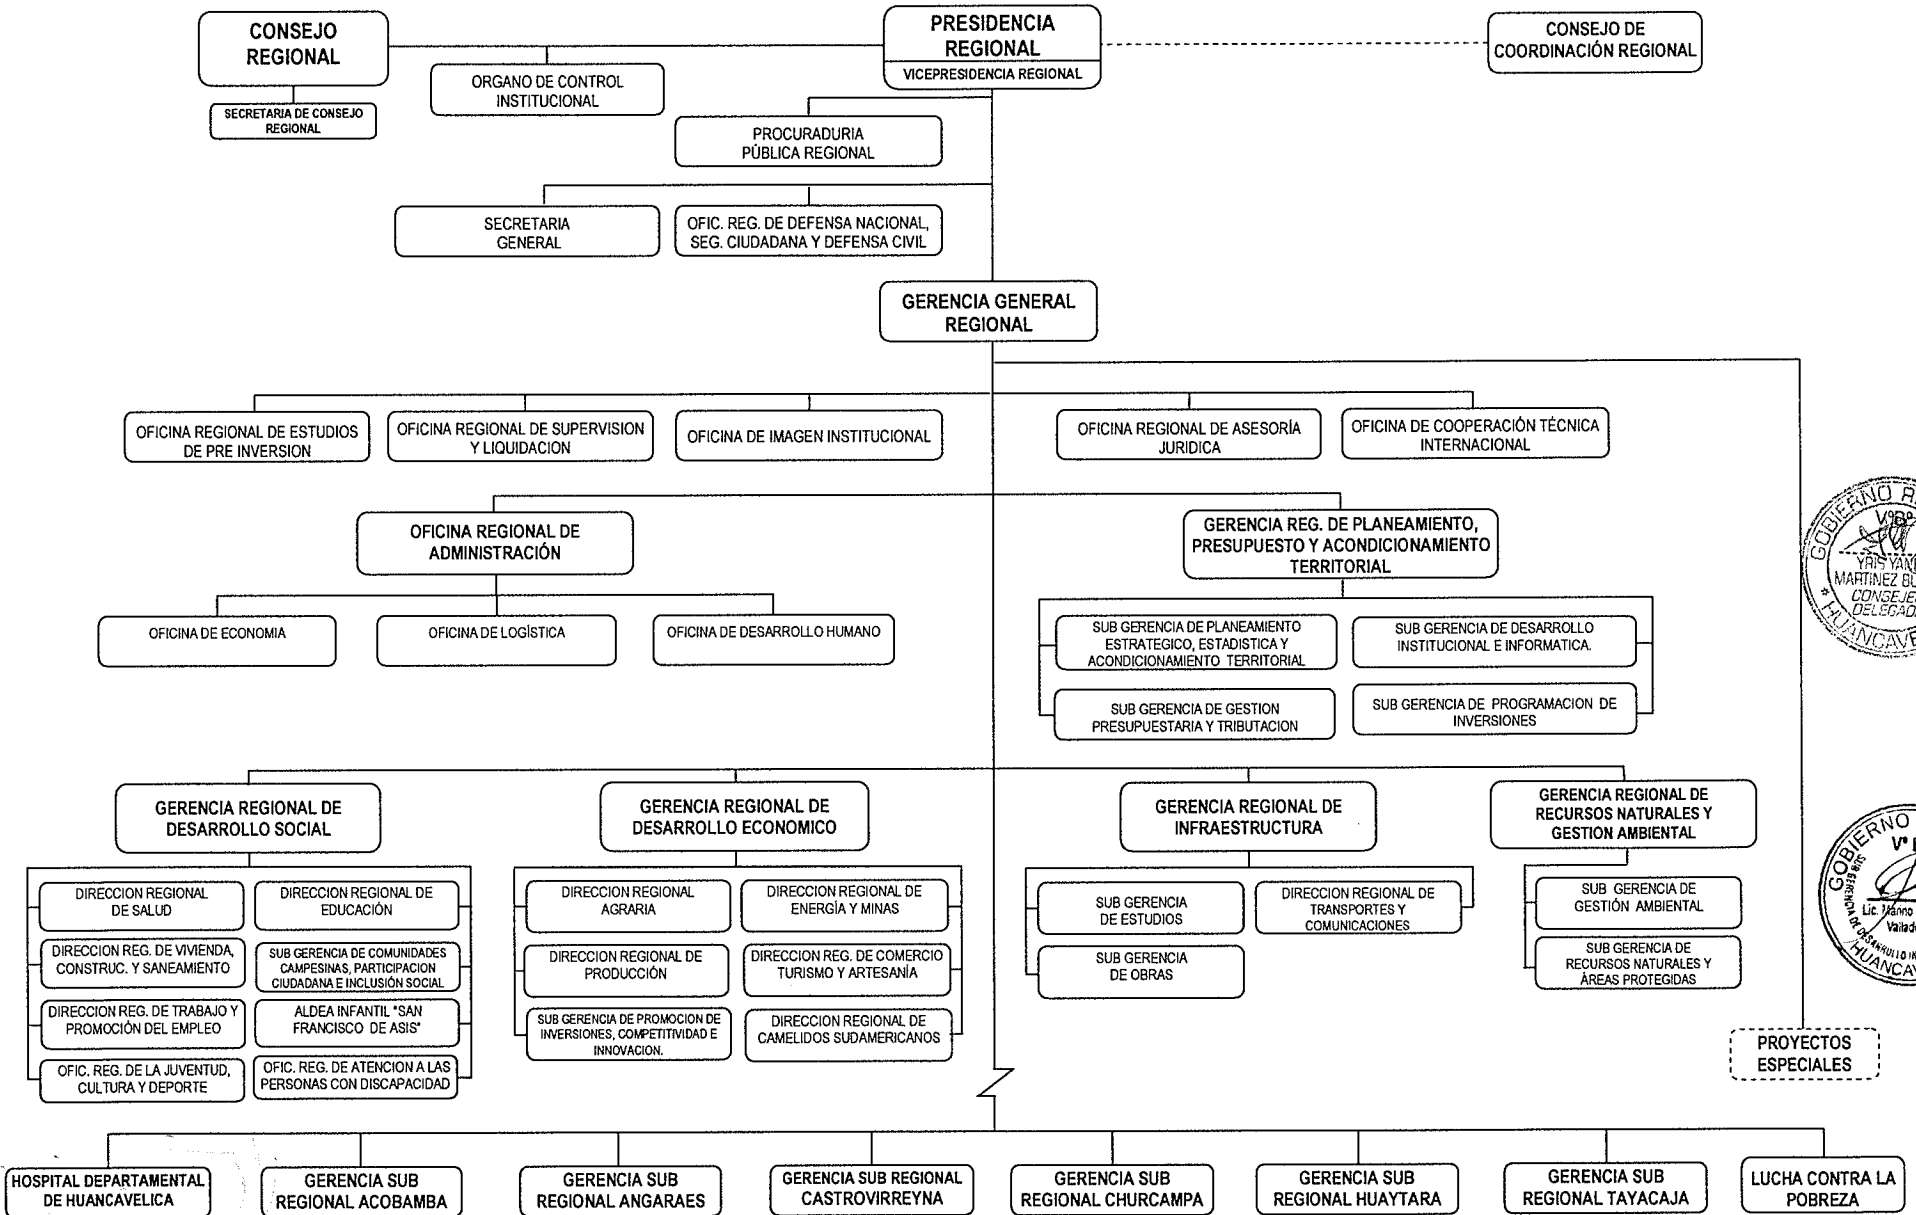 CONSEJO
REGIONAL
PRESIDENCIA
REGIONAL
VICEPRESIDENCIA REGIONAL
CONSEJO DE
COORDINACIÓN REGIONAL
ORGANO DE CONTROL
INSTITUCIONAL
SECRETARIA DE CONSEJO
REGIONAL
PROCURADURIA
PÚBLICA REGIONAL
SECRETARIA
GENERAL
OFIC. REG. DE DEFENSA NACIONAL,
SEG. CIUDADANA Y DEFENSA CIVIL
GERENCIA GENERAL
REGIONAL
OFICINA REGIONAL DE ESTUDIOS
DE PRE INVERSION
OFICINA REGIONAL DE SUPERVISION
Y LIQUIDACION
OFICINA DE IMAGEN INSTITUCIONAL
OFICINA REGIONAL DE ASESORÍA
JURIDICA
OFICINA DE COOPERACIÓN TÉCNICA
INTERNACIONAL
OFICINA REGIONAL DE
ADMINISTRACIÓN
GERENCIA REG. DE PLANEAMIENTO,
PRESUPUESTO Y ACONDICIONAMIENTO
TERRITORIAL
OFICINA DE ECONOMIA
OFICINA DE LOGÍSTICA
OFICINA DE DESARROLLO HUMANO
SUB GERENCIA DE PLANEAMIENTO
ESTRATEGICO, ESTADISTICA Y
ACONDICIONAMIENTO TERRITORIAL
SUB GERENCIA DE DESARROLLO
INSTITUCIONAL E INFORMATICA.
SUB GERENCIA DE GESTION
PRESUPUESTARIA Y TRIBUTACION
SUB GERENCIA DE PROGRAMACION DE
INVERSIONES
GOBIERNO
VºBº
MARTINEZ
HUANCAVE
GERENCIA REGIONAL DE
DESARROLLO SOCIAL
GERENCIA REGIONAL DE
DESARROLLO ECONOMICO
GERENCIA REGIONAL DE
INFRAESTRUCTURA
GERENCIA REGIONAL DE
RECURSOS NATURALES Y
GESTION AMBIENTAL
DIRECCION REGIONAL
DE SALUD
DIRECCION REGIONAL DE
EDUCACIÓN
DIRECCION REG. DE VIVIENDA,
CONSTRUC. Y SANEAMIENTO
SUB GERENCIA DE COMUNIDADES
CAMPESINAS, PARTICIPACION
CIUDADANA E INCLUSIÓN SOCIAL
DIRECCION REG. DE TRABAJO Y
PROMOCIÓN DEL EMPLEO
ALDEA INFANTIL "SAN
FRANCISCO DE ASIS"
OFIC. REG. DE LA JUVENTUD,
CULTURA Y DEPORTE
OFIC. REG. DE ATENCION A LAS
PERSONAS CON DISCAPACIDAD
DIRECCION REGIONAL
AGRARIA
DIRECCION REGIONAL DE
ENERGÍA Y MINAS
DIRECCION REGIONAL DE
PRODUCCIÓN
DIRECCION REG. DE COMERCIO
TURISMO Y ARTESANÍA
SUB GERENCIA DE PROMOCION DE
INVERSIONES, COMPETITIVIDAD E
INNOVACION.
DIRECCION REGIONAL DE
CAMELIDOS SUDAMERICANOS
SUB GERENCIA
DE ESTUDIOS
DIRECCION REGIONAL DE
TRANSPORTES Y
COMUNICACIONES
SUB GERENCIA
DE OBRAS
SUB GERENCIA DE
GESTIÓN AMBIENTAL
SUB GERENCIA DE
RECURSOS NATURALES Y
ÁREAS PROTEGIDAS
GOBIERNO
Lic.
PROYECTOS
ESPECIALES
HOSPITAL DEPARTAMENTAL
DE HUANCAVELICA
GERENCIA SUB
REGIONAL ACOBAMBA
GERENCIA SUB
REGIONAL ANGARAES
GERENCIA SUB REGIONAL
CASTROVIRREYNA
GERENCIA SUB
REGIONAL CHURCAMPA
GERENCIA SUB
REGIONAL HUAYTARA
GERENCIA SUB
REGIONAL TAYACAJA
LUCHA CONTRA LA
POBREZA